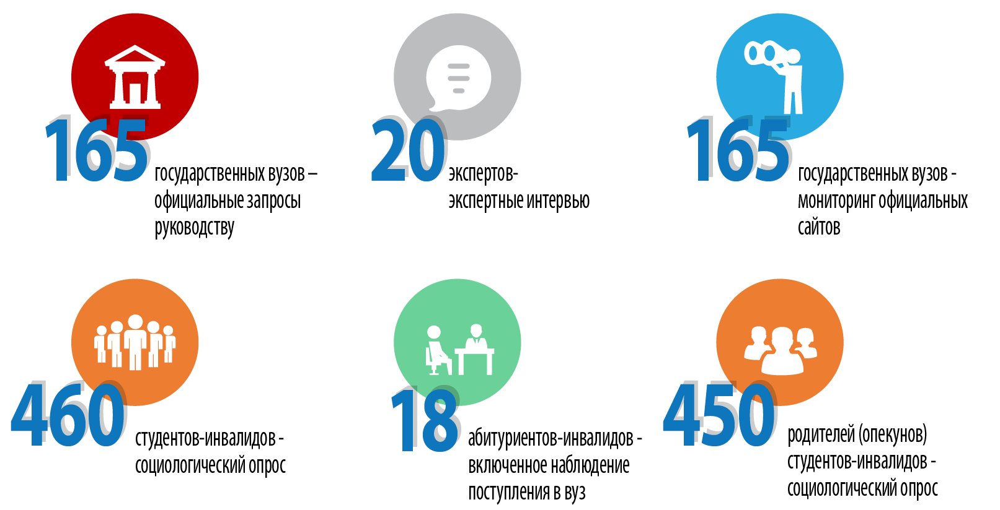 165
государственных вузов –
официальные запросы
руководству
20
экспертов-
экспертные интервью
165
государственных вузов -
мониторинг официальных
сайтов
460
студентов-инвалидов -
социологический опрос
18
абитуриентов-инвалидов -
включенное наблюдение
поступления в вуз
450
родителей (опекунов)
студентов-инвалидов -
социологический опрос